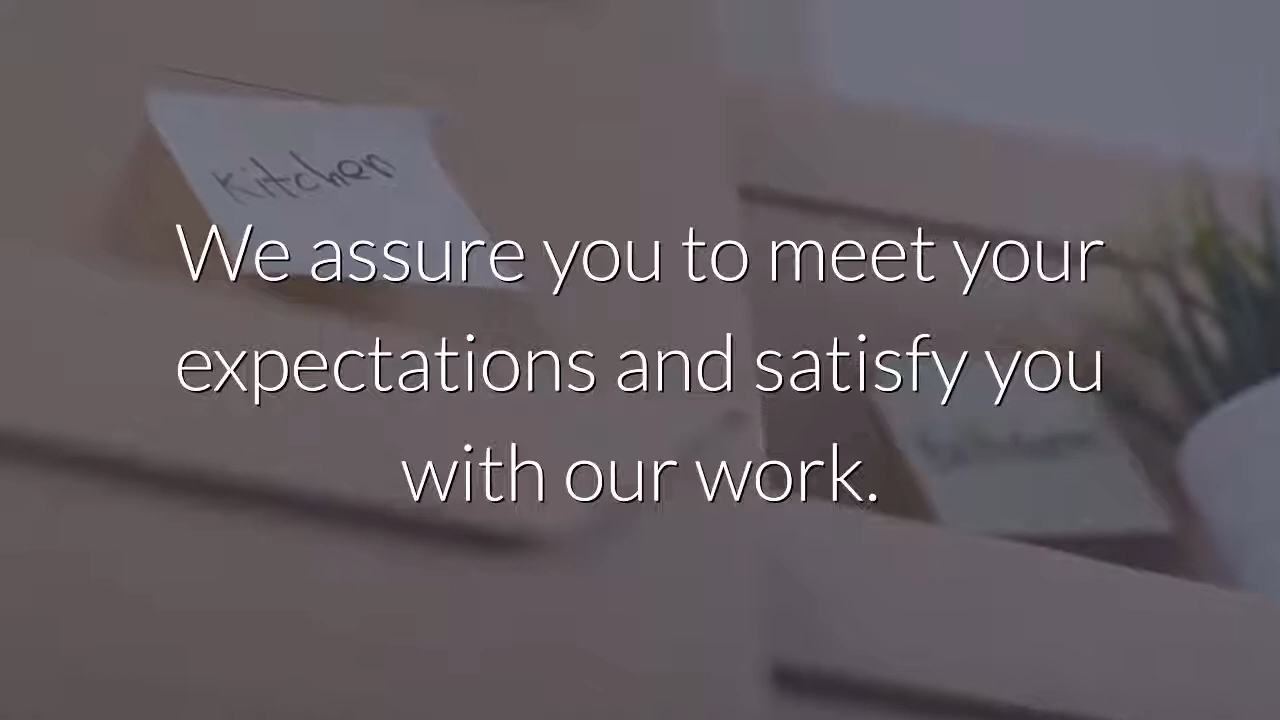 Kitchen
We assure you to meet your
expectations and satisfy you
with our work.